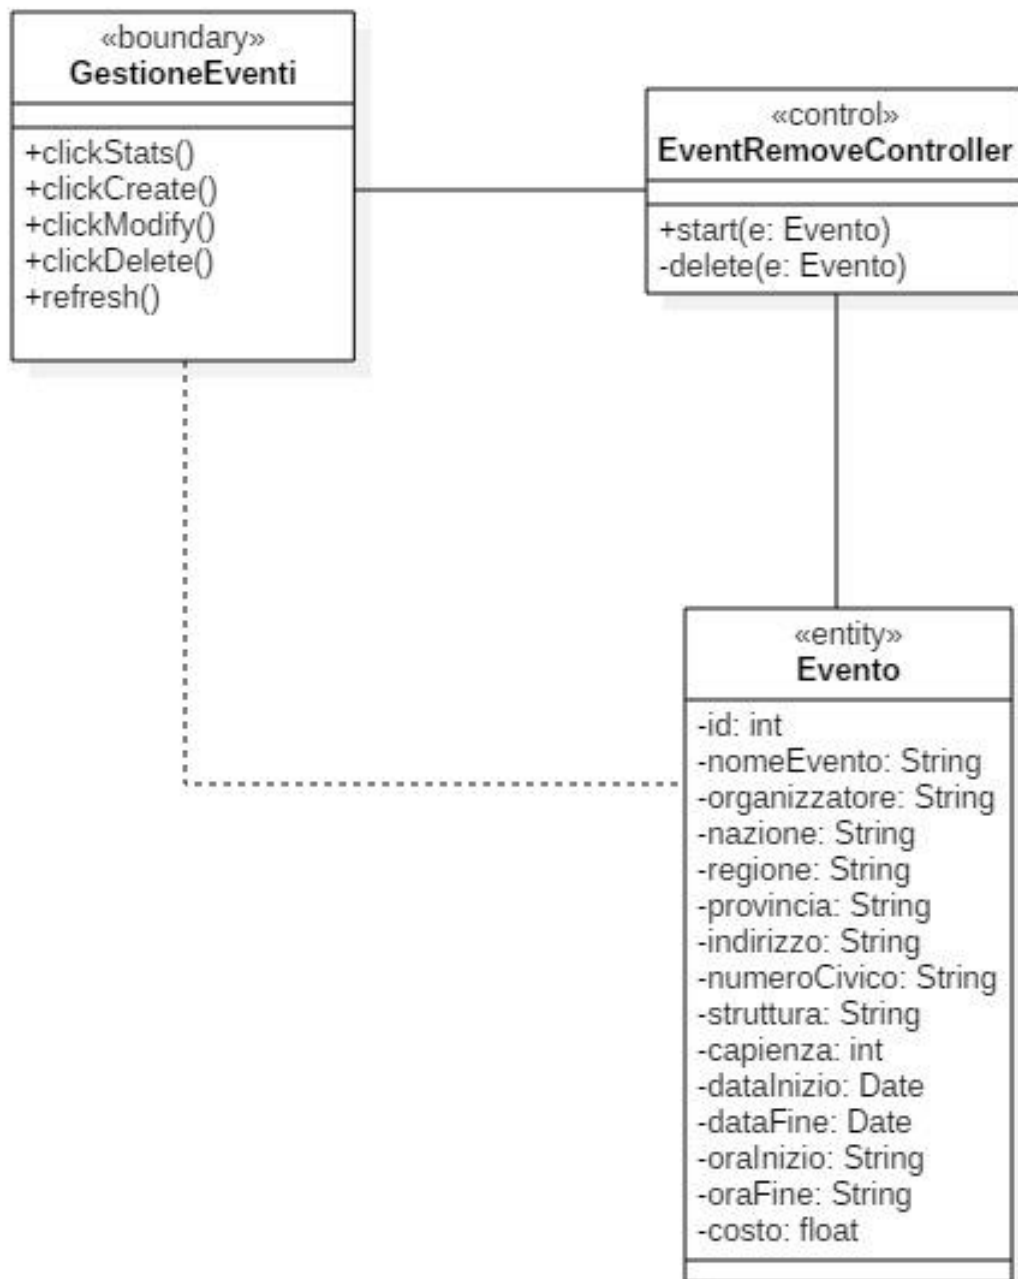 «boundary»
GestioneEventi
+clickStats()
+clickCreate()
+clickModify()
+clickDelete()
+refresh()
«control»
EventRemoveController
+start(e: Evento)
-delete(e: Evento)
«entity»
Evento
-id: int
-nomeEvento: String
-organizzatore: String
-nazione: String
-regione: String
-provincia: String
-indirizzo: String
-numeroCivico: String
-struttura: String
-capienza: int
-dataInizio: Date
-dataFine: Date
-oraInizio: String
-oraFine: String
-costo: float